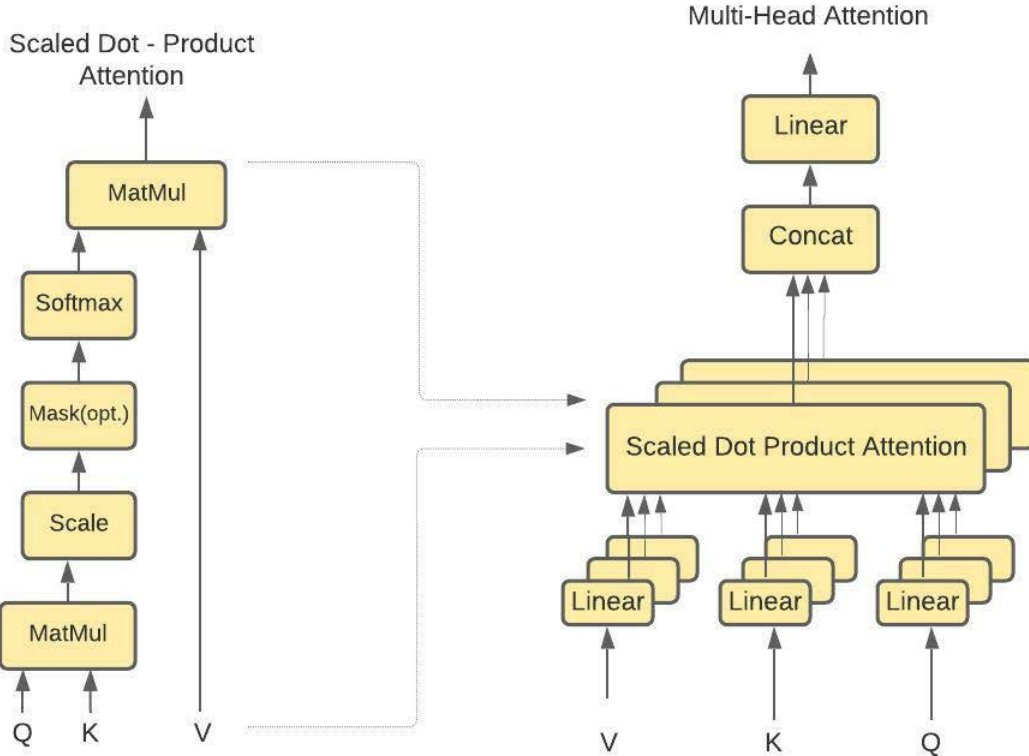 Scaled Dot - Product
Attention
MatMul
Softmax
Mask(opt.)
Scale
MatMul
Q
K
V
Multi-Head Attention
Linear
Concat
Scaled Dot Product Attention
Linear
Linear
Linear
V
K
Q